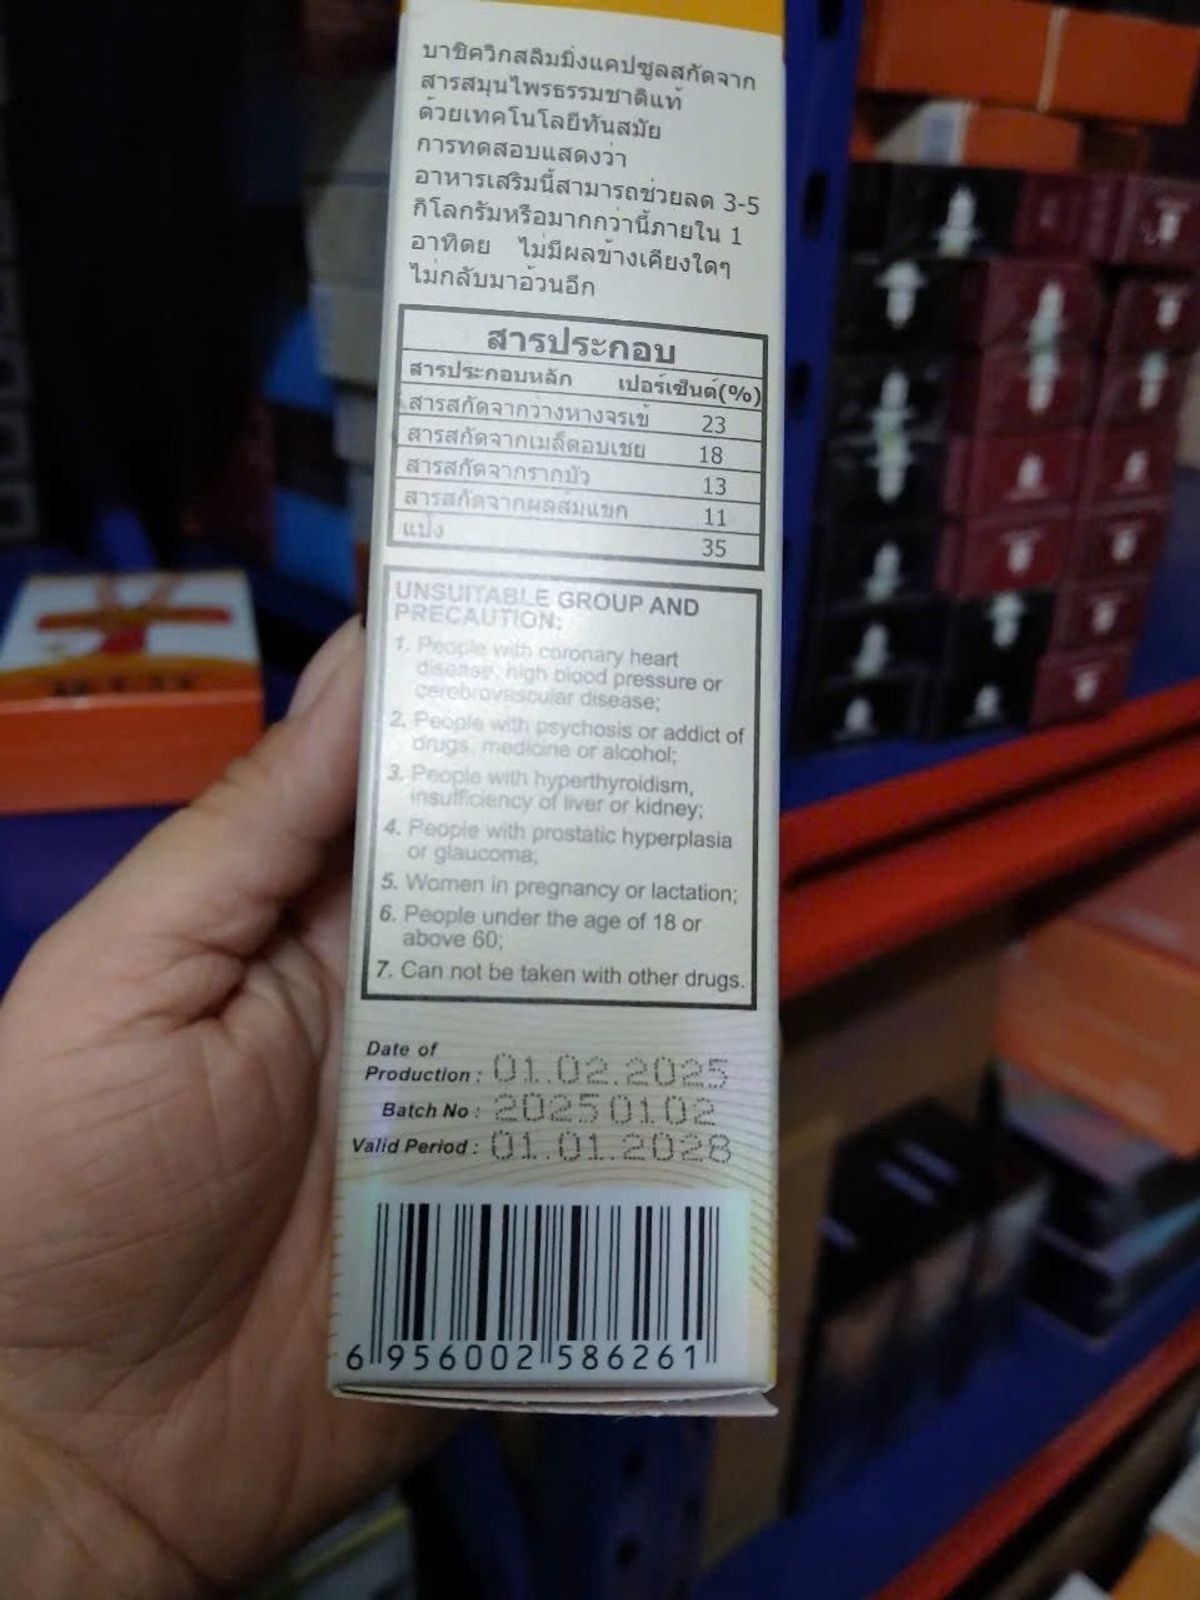 บาชิควิกสลิมมิ่งแคปซูลสกัดจาก
สารสมุนไพรธรรมชาติแท้
ด้วยเทคโนโลยีทันสมัย
การทดสอบแสดงว่า
อาหารเสริมนี้สามารถช่วยลด 3-5
กิโลกรัมหรือมากกว่านี้ภายใน 1
อาทิตย ไม่มีผลข้างเคียงใดๆ
ไม่กลับมาอ้วนอีก
สารประกอบ
สารประกอบหลัก เปอร์เซ็นต์(%)
สารสกัดจากว่างหางจรเข้ 23
สารสกัดจากเมล็ดอบเชย 18
สารสกัดจากรากบัว 13
สารสกัดจากผลส้มแขก 11
แป้ง 35
UNSUITABLE GROUP AND
PRECAUTION:
1. People with coronary heart
disease, high blood pressure or
cerebrovascular disease;
2. People with psychosis or addict of
drugs, medicine or alcohol;
3. People with hyperthyroidism,
insufficiency of liver or kidney;
4. People with prostatic hyperplasia
or glaucoma;
5. Women in pregnancy or lactation;
6. People under the age of 18 or
above 60;
7. Can not be taken with other drugs.
Date of
Production : 01.02.2025
Batch No : 20250102
Valid Period : 01.01.2028
6 956002 586261